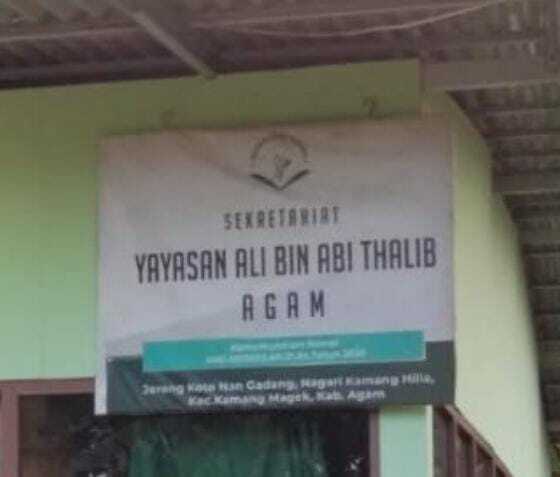 SEKRETARIAT
YAYASAN ALI BIN ABI THALIB
AGAM
Jorong Koto Nan Gadang, Nagari Kamang Hilia,
Kec Kamang Magek, Kab. Agam